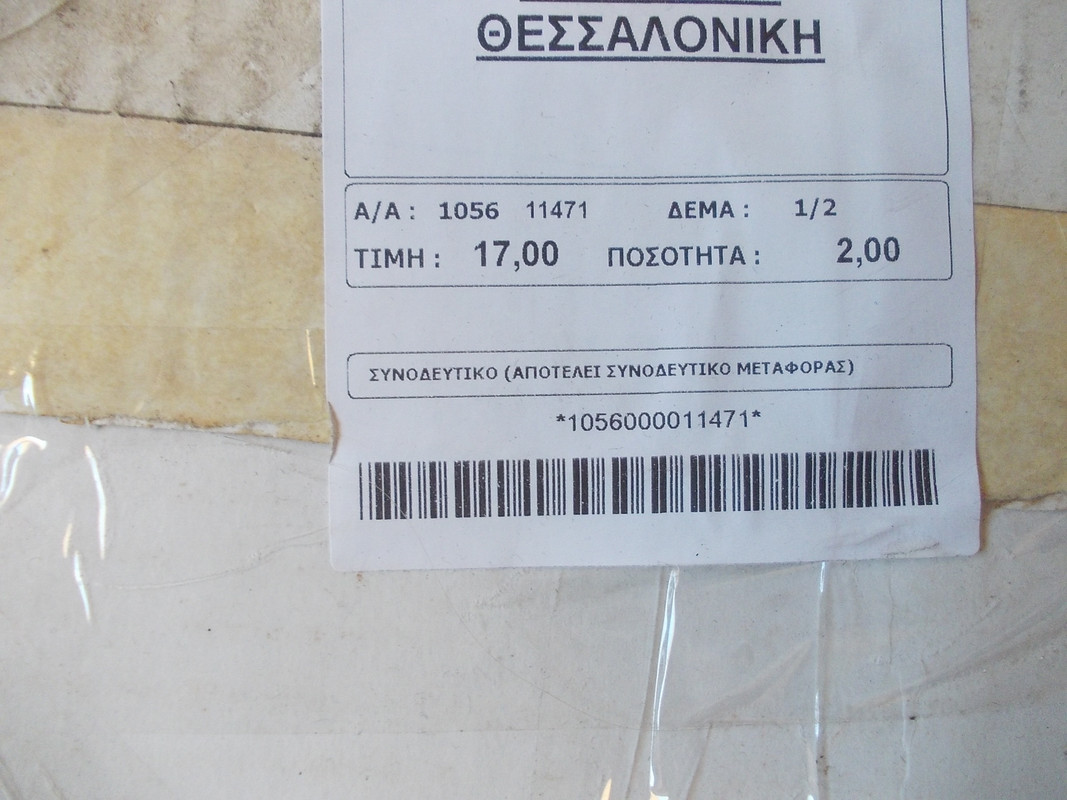 ΘΕΣΣΑΛΟΝΙΚΗ
Α/Α : 1056 11471 ΔΕΜΑ : 1/2
ΤΙΜΗ : 17,00 ΠΟΣΟΤΗΤΑ : 2,00
ΣΥΝΟΔΕΥΤΙΚΟ (ΑΠΟΤΕΛΕΙ ΣΥΝΟΔΕΥΤΙΚΟ ΜΕΤΑΦΟΡΑΣ)
*1056000011471*